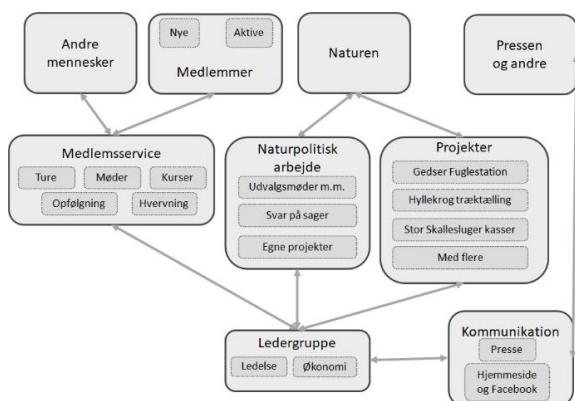 Andre
mennesker
Nye
Aktive
Medlemmer
Naturen
Pressen
og andre
Medlemsservice
Ture
Møder
Kurser
Opfølgning
Hvervning
Naturpolitisk
arbejde
Udvalgsmøder m.m.
Svar på sager
Egne projekter
Projekter
Gedser Fuglestation
Hyllekrog træktælling
Stor Skallesluger kasser
Med flere
Ledergruppe
Ledelse
Økonomi
Kommunikation
Presse
Hjemmeside
og Facebook